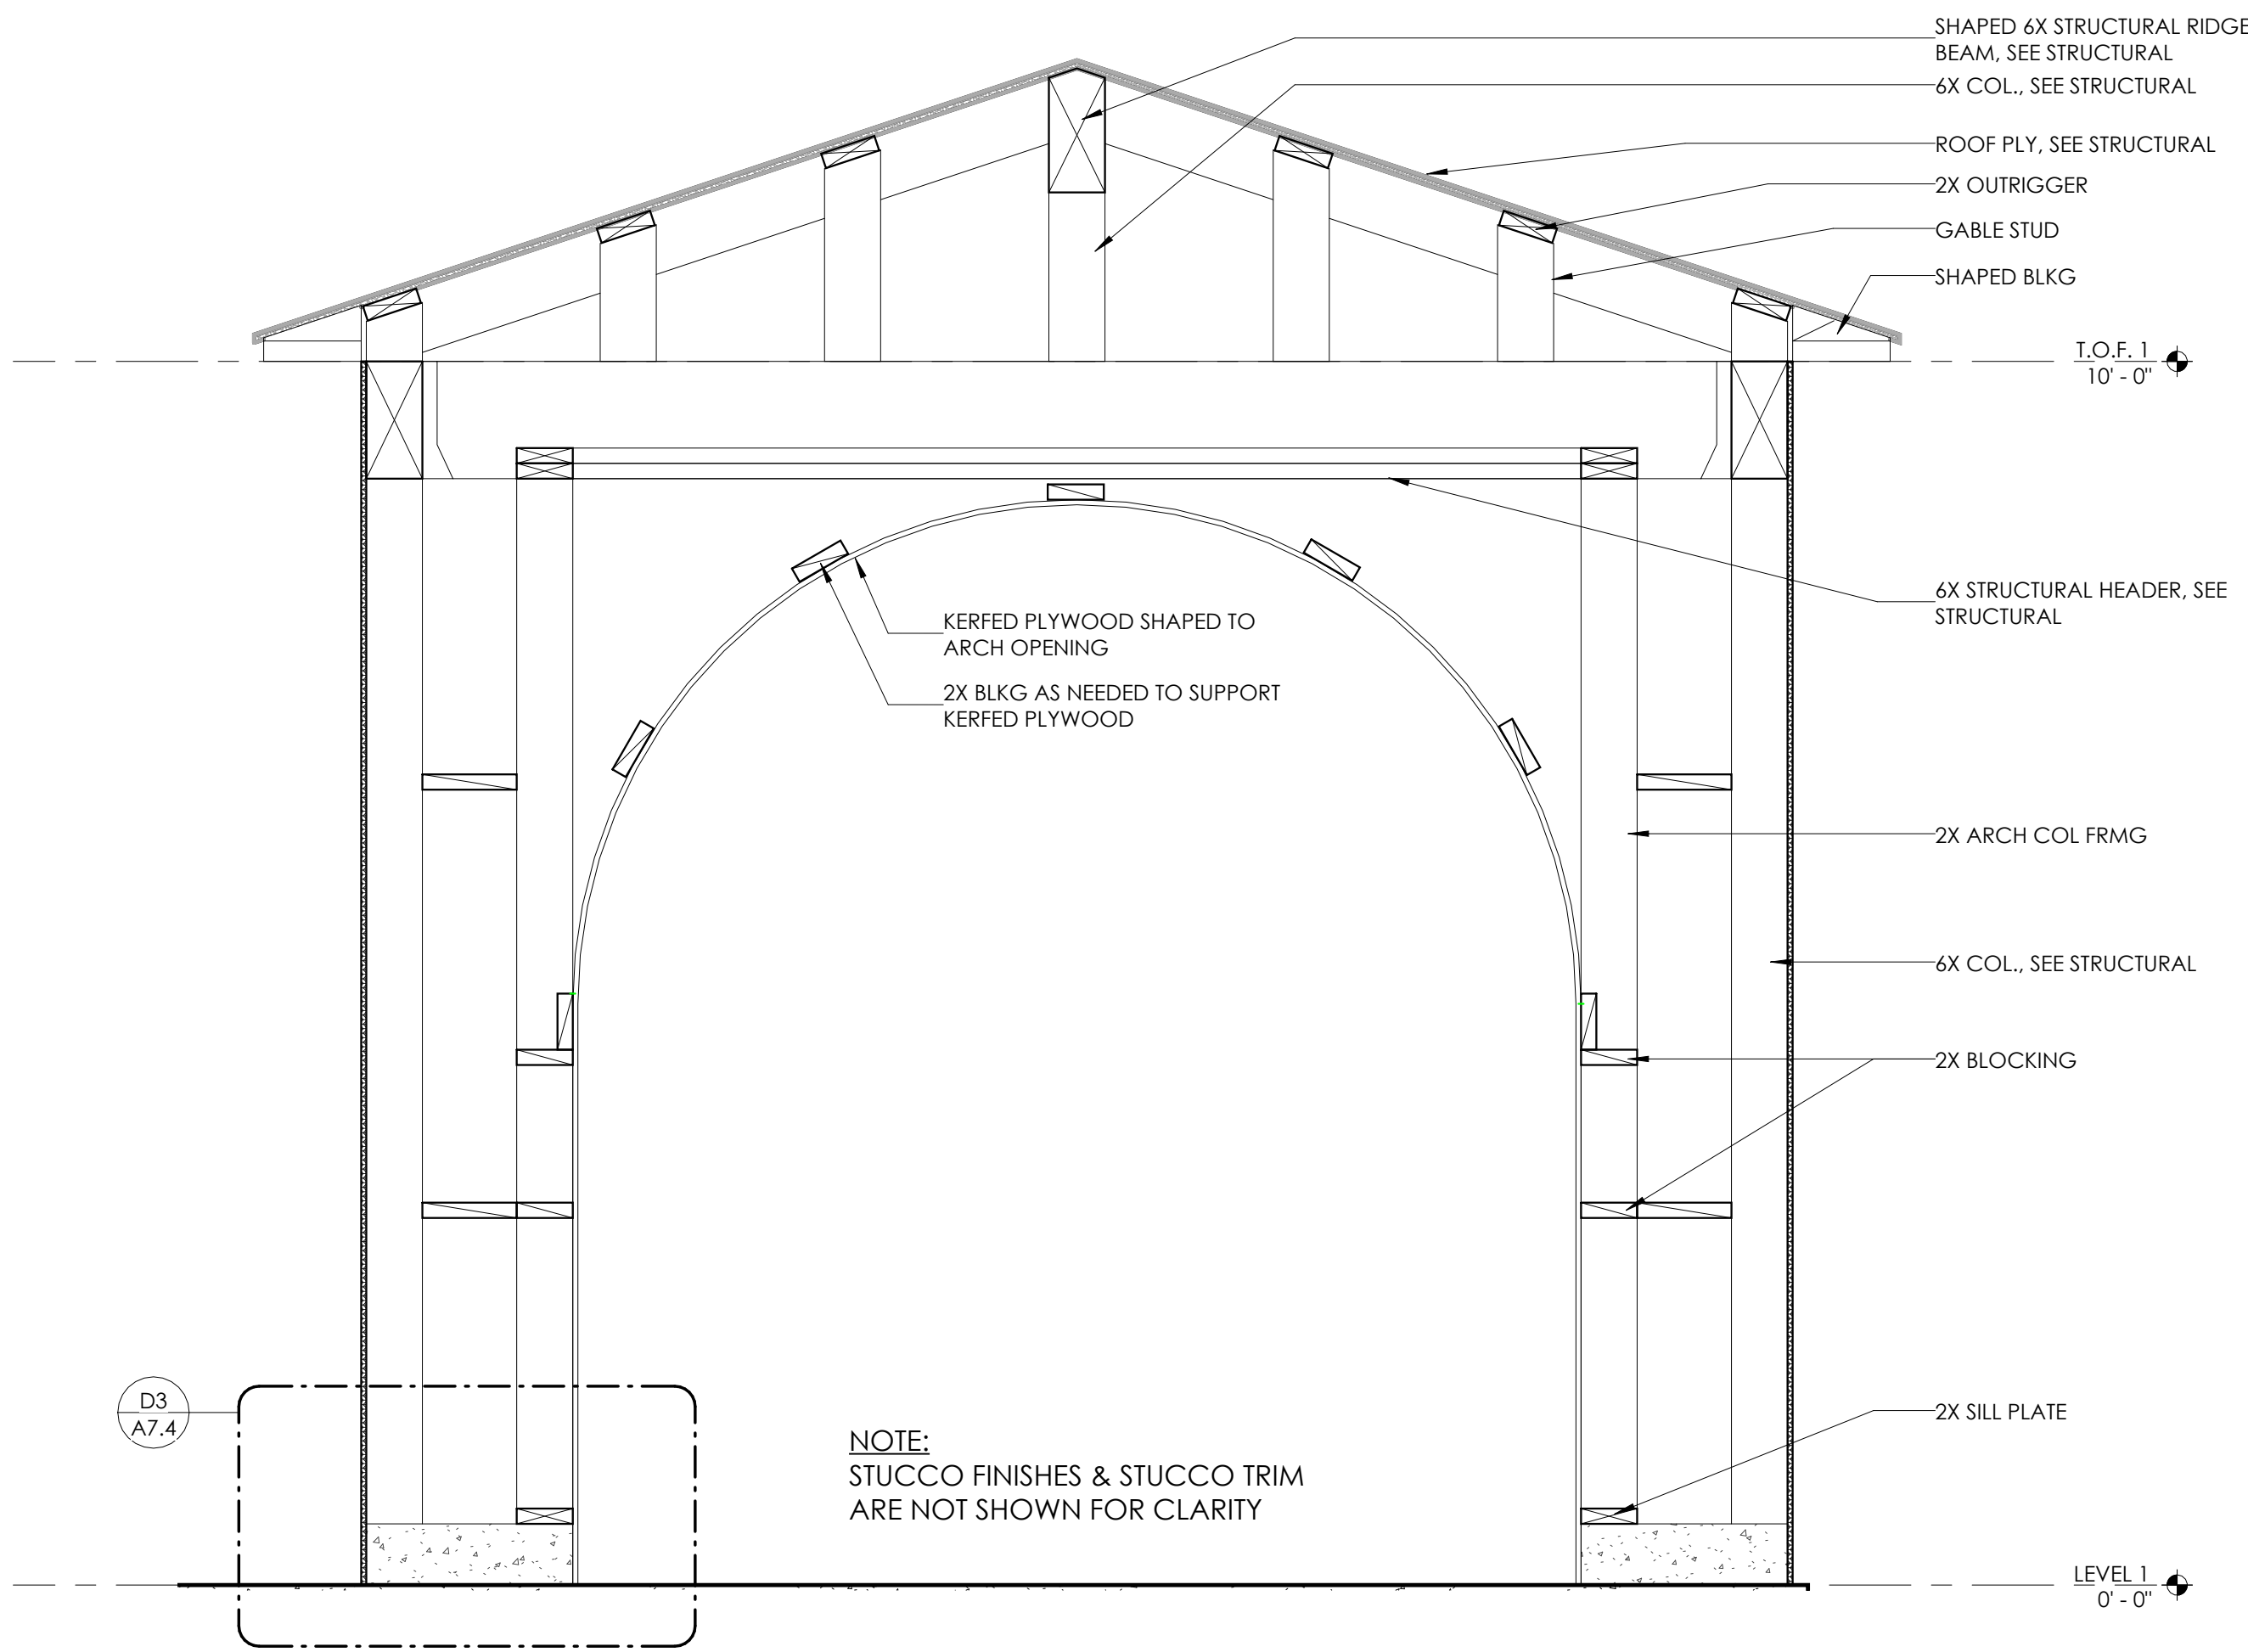 SHAPED 6X STRUCTURAL RIDGE
BEAM, SEE STRUCTURAL
6X COL., SEE STRUCTURAL
ROOF PLY, SEE STRUCTURAL
2X OUTRIGGER
GABLE STUD
SHAPED BLKG
T.O.F. 1
10' - 0"
6X STRUCTURAL HEADER, SEE
STRUCTURAL
KERFED PLYWOOD SHAPED TO
ARCH OPENING
2X BLKG AS NEEDED TO SUPPORT
KERFED PLYWOOD
2X ARCH COL FRMG
6X COL., SEE STRUCTURAL
2X BLOCKING
D3
A7.4
2X SILL PLATE
NOTE:
STUCCO FINISHES & STUCCO TRIM
ARE NOT SHOWN FOR CLARITY
LEVEL 1
0' - 0"